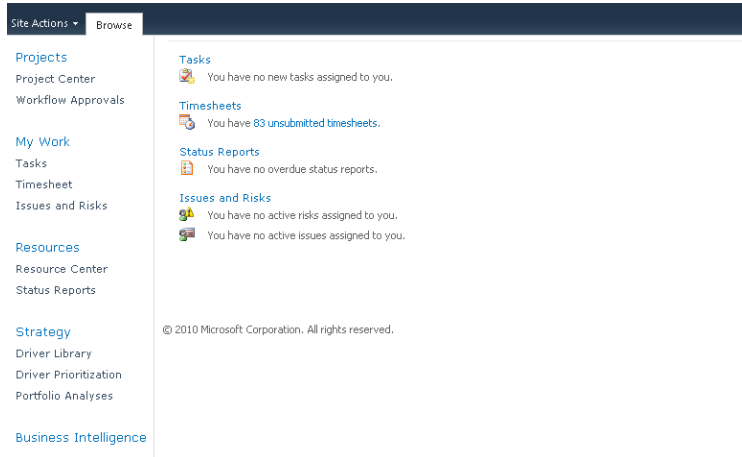 Site Actions
Browse
Projects
Project Center
Workflow Approvals
My Work
Tasks
Timesheet
Issues and Risks
Resources
Resource Center
Status Reports
Strategy
Driver Library
Driver Prioritization
Portfolio Analyses
Business Intelligence
Tasks
You have no new tasks assigned to you.
Timesheets
You have 83 unsubmitted timesheets.
Status Reports
You have no overdue status reports.
Issues and Risks
You have no active risks assigned to you.
You have no active issues assigned to you.
© 2010 Microsoft Corporation. All rights reserved.